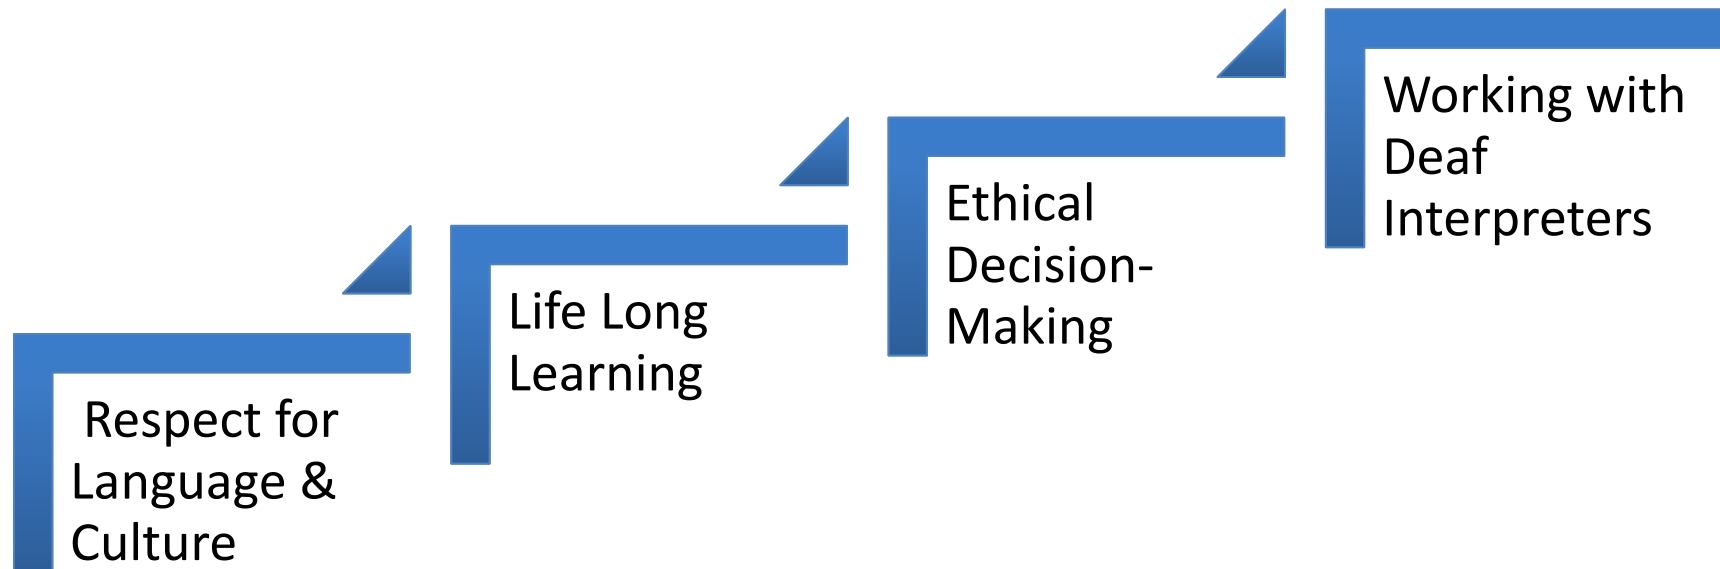 Respect for
Language &
Culture
Life Long
Learning
Ethical
Decision-
Making
Working with
Deaf
Interpreters